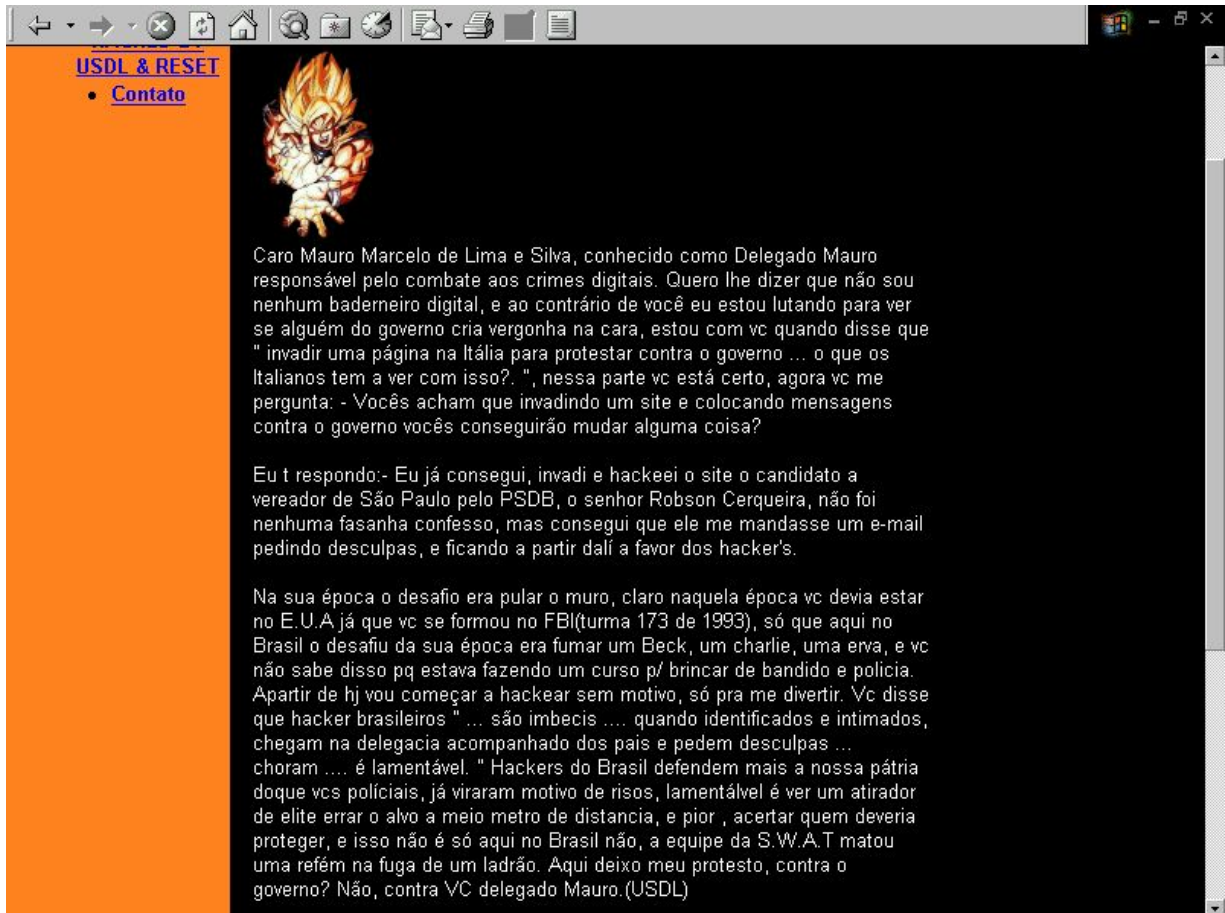 USDL & RESET
Contato
Caro Mauro Marcelo de Lima e Silva, conhecido como Delegado Mauro
responsável pelo combate aos crimes digitais. Quero lhe dizer que não sou
nenhum baderneiro digital, e ao contrário de você eu estou lutando para ver
se alguém do governo cria vergonha na cara, estou com vc quando disse que
" invadir uma página na Itália para protestar contra o governo ... o que os
Italianos tem a ver com isso?. ", nessa parte vc está certo, agora vc me
pergunta: - Vocês acham que invadindo um site e colocando mensagens
contra o governo vocês conseguirão mudar alguma coisa?
Eu t respondo:- Eu já consegui, invadi e hackeei o site o candidato a
vereador de São Paulo pelo PSDB, o senhor Robson Cerqueira, não foi
nenhuma fasanha confesso, mas consegui que ele me mandasse um e-mail
pedindo desculpas, e ficando a partir dalí a favor dos hacker's.
Na sua época o desafio era pular o muro, claro naquela época vc devia estar
no E.U.A já que vc se formou no FBI(turma 173 de 1993), só que aqui no
Brasil o desafiu da sua época era fumar um Beck, um charlie, uma erva, e vc
não sabe disso pq estava fazendo um curso p/ brincar de bandido e policia.
Apartir de hj vou começar a hackear sem motivo, só pra me divertir. Vc disse
que hacker brasileiros " ... são imbecis .... quando identificados e intimados,
chegam na delegacia acompanhado dos pais e pedem desculpas ...
choram .... é lamentável. " Hackers do Brasil defendem mais a nossa pátria
doque vcs políciais, já viraram motivo de risos, lamentálvel é ver um atirador
de elite errar o alvo a meio metro de distancia, e pior , acertar quem deveria
proteger, e isso não é só aqui no Brasil não, a equipe da S.W.A.T matou
uma refém na fuga de um ladrão. Aqui deixo meu protesto, contra o
governo? Não, contra VC delegado Mauro.(USDL)